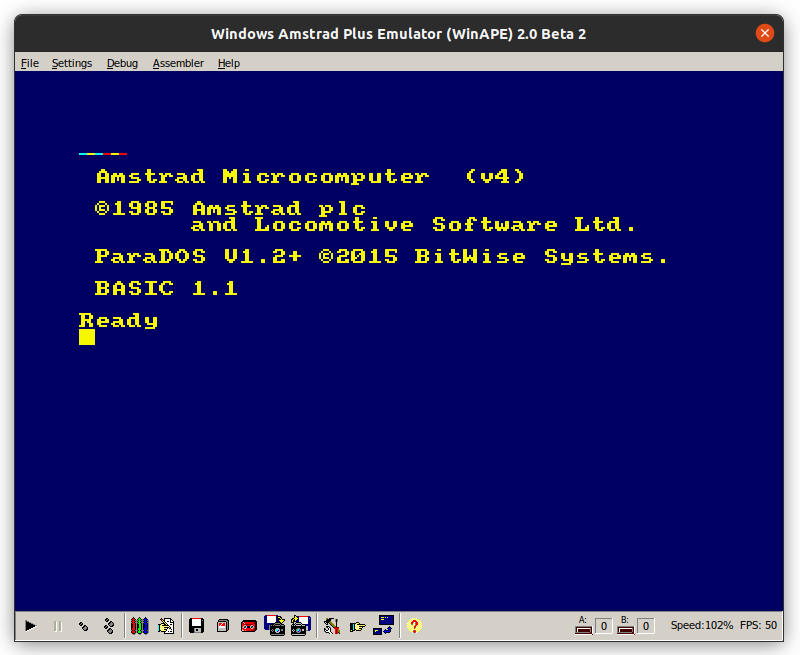 Windows Amstrad Plus Emulator (WinAPE) 2.0 Beta 2
File Settings Debug Assembler Help
Amstrad Microcomputer (v4)
©1985 Amstrad plc
and Locomotive Software Ltd.
ParaDOS V1.2+ ©2015 BitWise Systems.
BASIC 1.1
Ready
A: 0 B: 0 Speed:102% FPS: 50